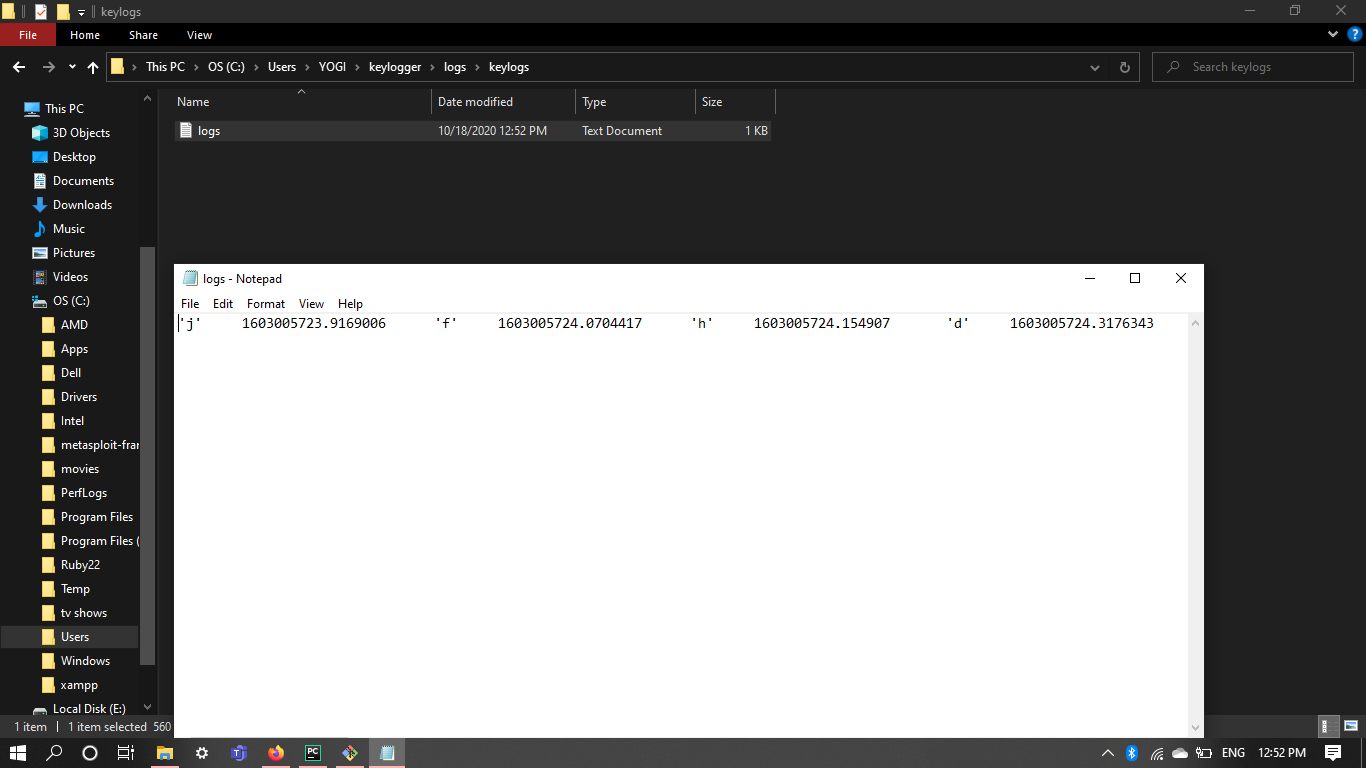 keylogs
File Home Share View
This PC OS (C:) Users YOGI keylogger logs keylogs Search keylogs
Name Date modified Type Size
logs 10/18/2020 12:52 PM Text Document 1 KB
This PC
3D Objects
Desktop
Documents
Downloads
Music
Pictures
Videos
OS (C:)
AMD
Apps
Dell
Drivers
Intel
metasploit-fran
movies
PerfLogs
Program Files
Program Files (
Ruby22
Temp
tv shows
Users
Windows
xampp
Local Disk (E:)
logs - Notepad
File Edit Format View Help
'j' 1603005723.9169006 'f' 1603005724.0704417 'h' 1603005724.154907 'd' 1603005724.3176343
1 item 1 item selected 560
PC ENG 12:52 PM